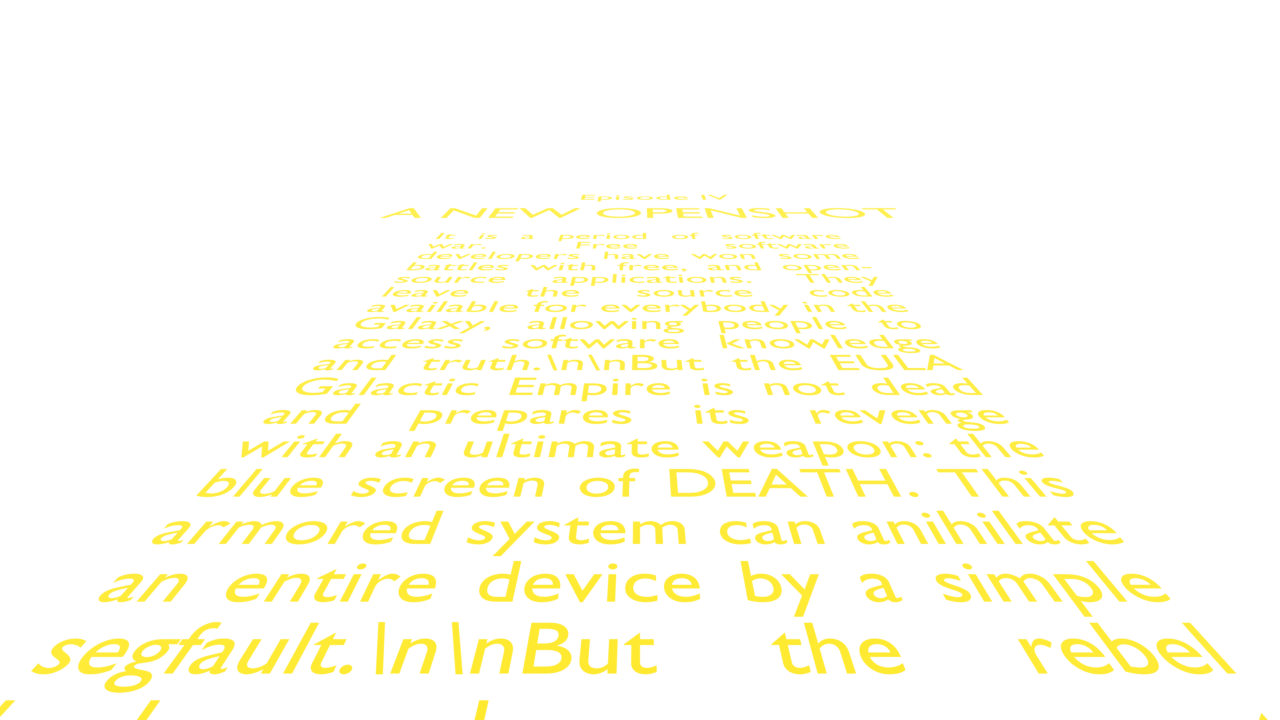 Episode IV
A NEW OPENSHOT
It is a period of software
war. Free software
developers have won some
battles with free, and open-
source applications. They
leave the source code
available for everybody in the
Galaxy, allowing people to
access software knowledge
and truth.\n\nBut the EULA
Galactic Empire is not dead
and prepares its revenge
with an ultimate weapon: the
blue screen of DEATH. This
armored system can anihilate
an entire device by a simple
segfault.\n\nBut the rebel